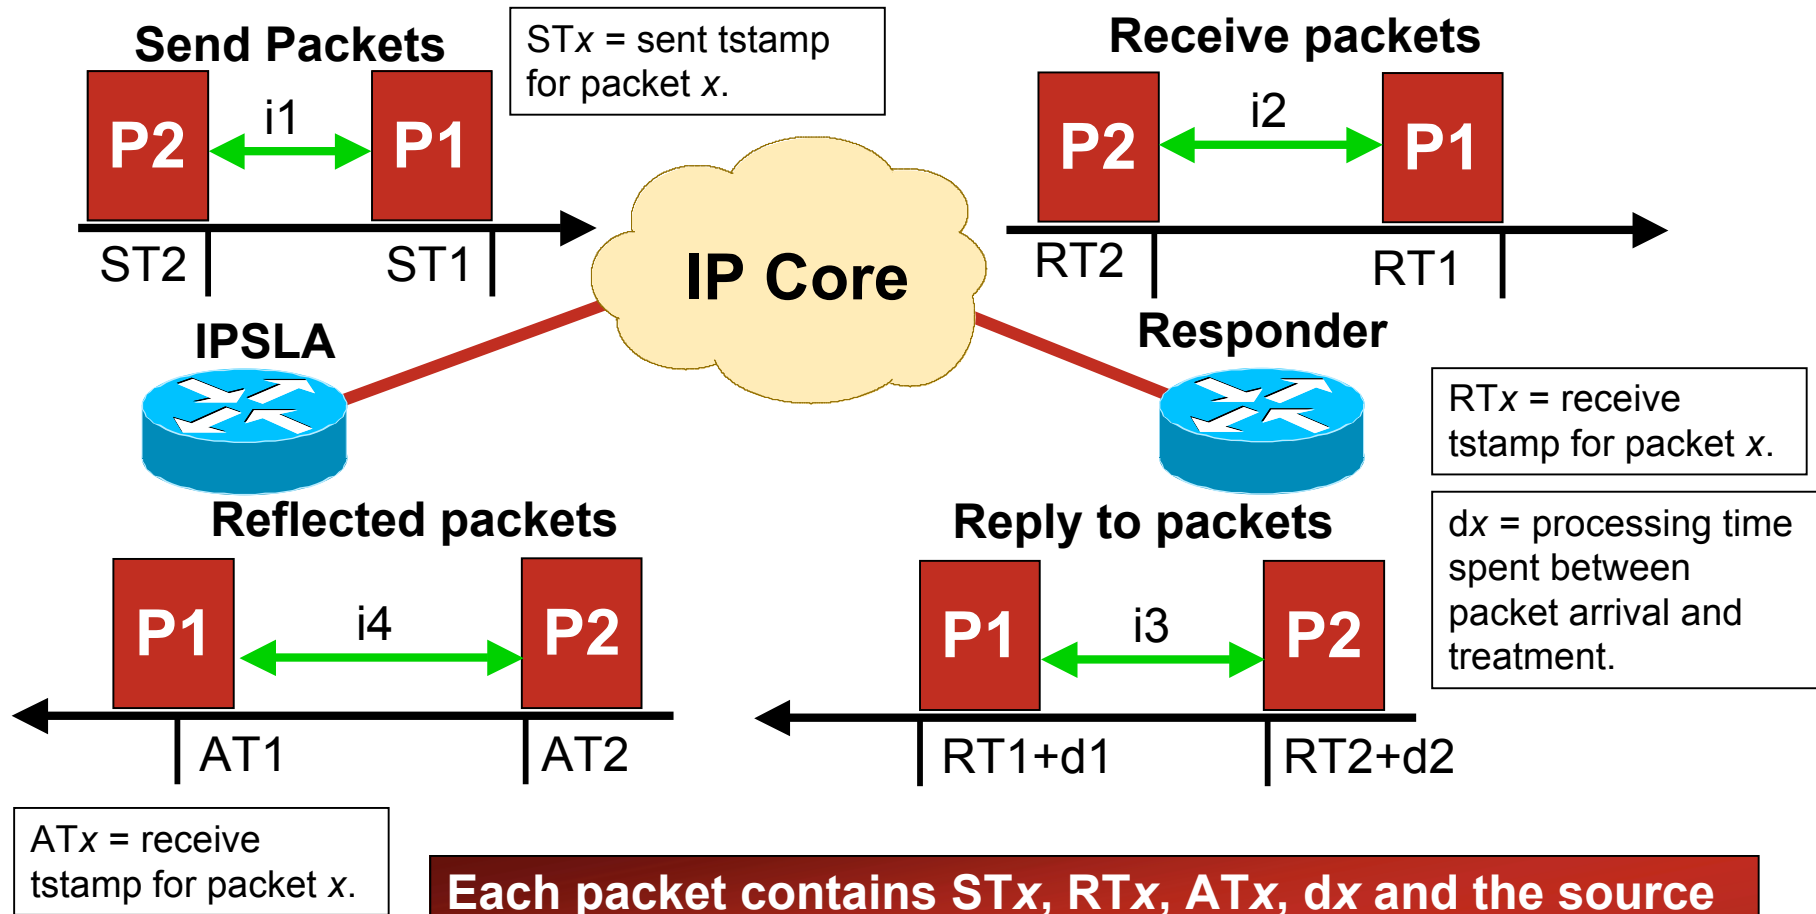 Send Packets
STx = sent tstamp
for packet x.
Receive packets
P2
i1
P1
P2
i2
P1
ST2
ST1
RT2
RT1
IP Core
IPSLA
Responder
RTx = receive
tstamp for packet x.
Reflected packets
Reply to packets
dx = processing time
spent between
packet arrival and
treatment.
P1
i4
P2
P1
i3
P2
AT1
AT2
RT1+d1
RT2+d2
ATx = receive
tstamp for packet x.
Each packet contains STx, RTx, ATx, dx and the source